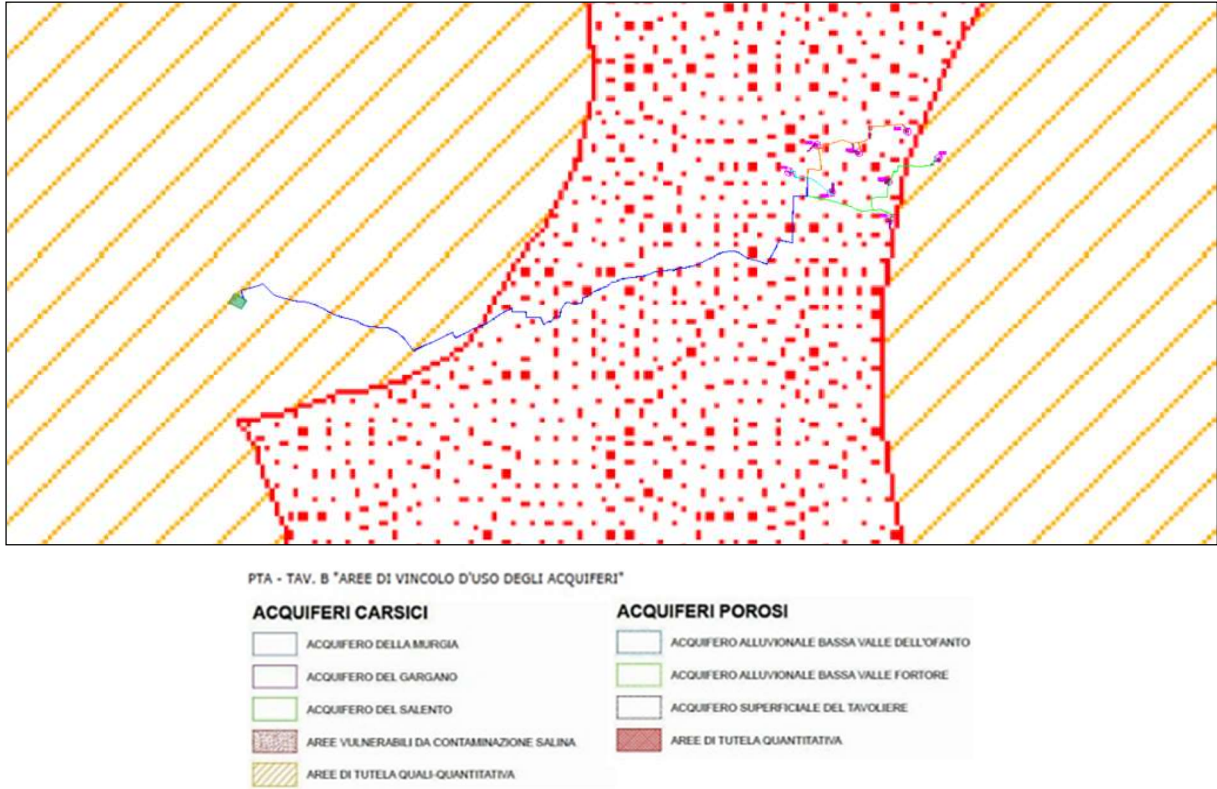 PTA - TAV. B "AREE DI VINCOLO D'USO DEGLI ACQUIFERI"
ACQUIFERI CARSICI
ACQUIFERO DELLA MURGIA
ACQUIFERO DEL GARGANO
ACQUIFERO DEL SALENTO
AREE VULNERABILI DA CONTAMINAZIONE SALINA
AREE DI TUTELA QUALI-QUANTITATIVA
ACQUIFERI POROSI
ACQUIFERO ALLUVIONALE BASSA VALLE DELL'OFANTO
ACQUIFERO ALLUVIONALE BASSA VALLE FORTORE
ACQUIFERO SUPERFICIALE DEL TAVOLIERE
AREE DI TUTELA QUANTITATIVA